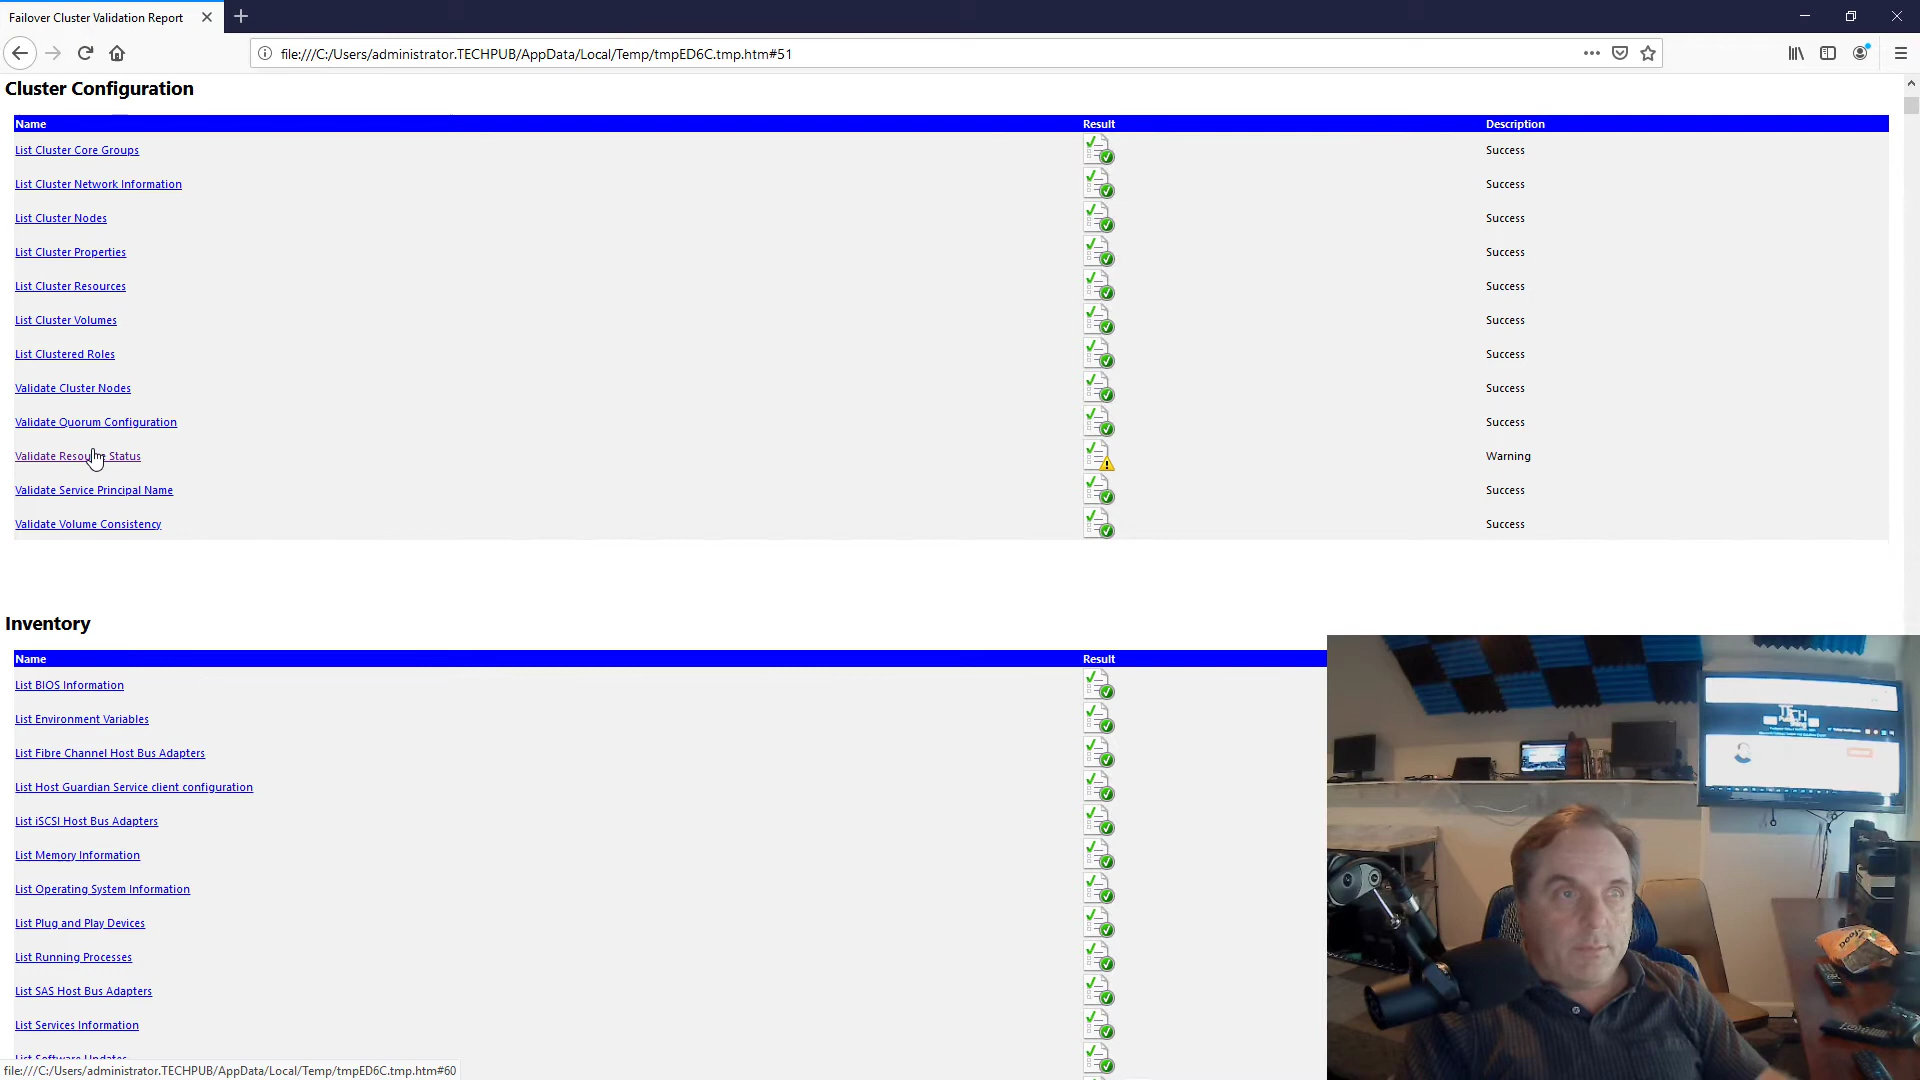 Failover Cluster Validation Report
file:///C:/Users/administrator.TECHPUB/AppData/Local/Temp/tmpED6C.tmp.htm#51
Cluster Configuration
Name Result Description
List Cluster Core Groups Success
List Cluster Network Information Success
List Cluster Nodes Success
List Cluster Properties Success
List Cluster Resources Success
List Cluster Volumes Success
List Clustered Roles Success
Validate Cluster Nodes Success
Validate Quorum Configuration Success
Validate Resource Status Warning
Validate Service Principal Name Success
Validate Volume Consistency Success
Inventory
Name Result
List BIOS Information
List Environment Variables
List Fibre Channel Host Bus Adapters
List Host Guardian Service client configuration
List iSCSI Host Bus Adapters
List Memory Information
List Operating System Information
List Plug and Play Devices
List Running Processes
List SAS Host Bus Adapters
List Services Information
List Software Updates
file:///C:/Users/administrator.TECHPUB/AppData/Local/Temp/tmpED6C.tmp.htm#60
TECH